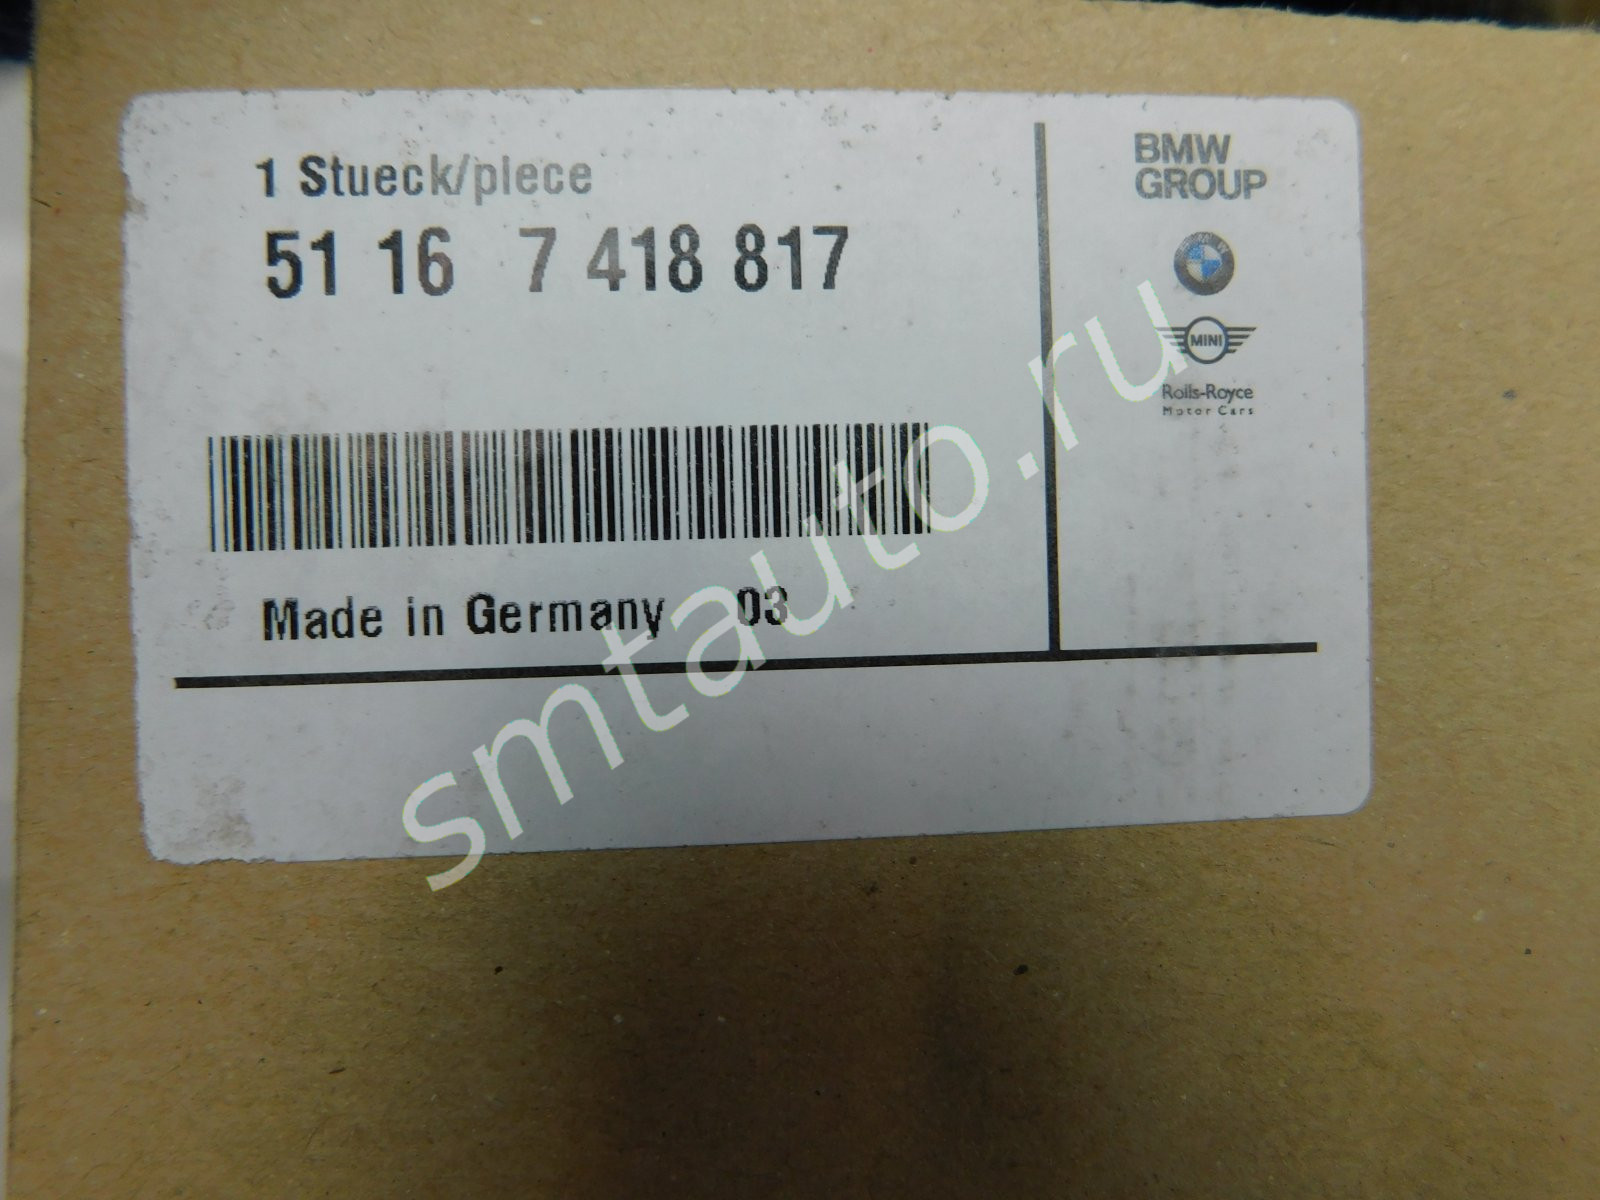 1 Stueck/piece
51 16 7 418 817
Made in Germany 03
BMW
GROUP
BMW
MINI
Rolls-Royce
Motor Cars
smtauto.ru